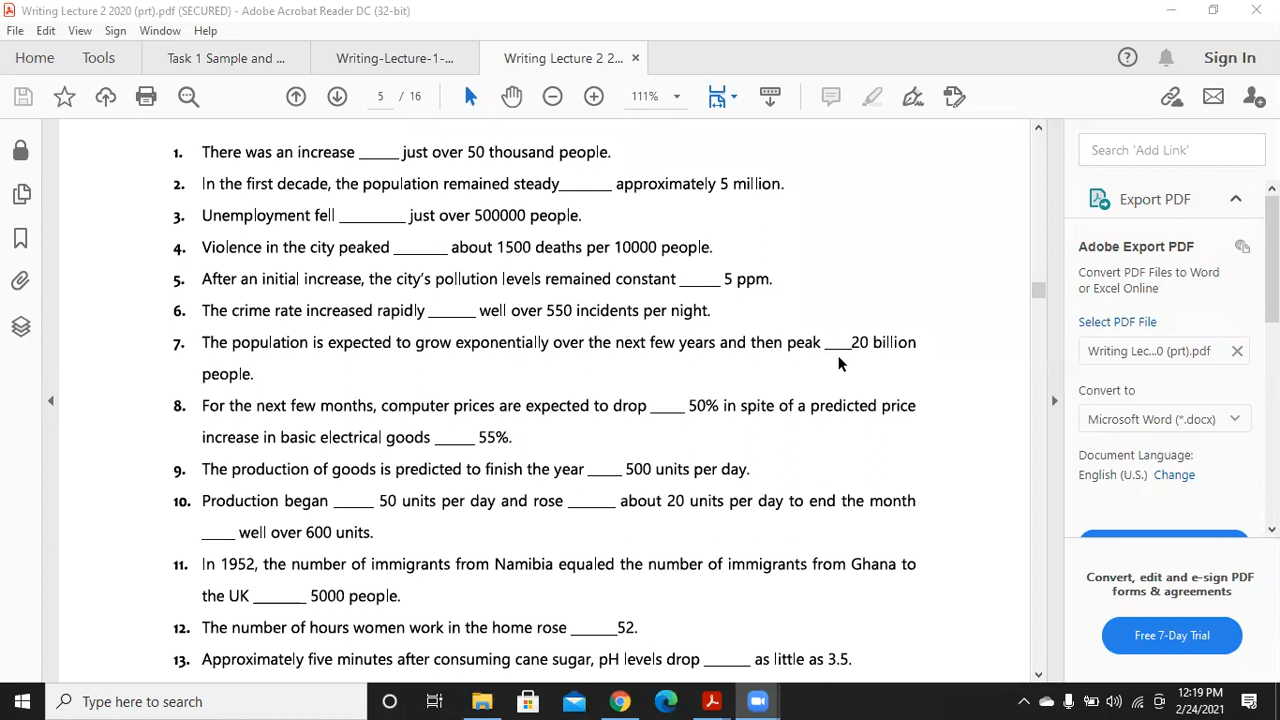 Writing Lecture 2 2020 (prt).pdf (SECURED) - Adobe Acrobat Reader DC (32-bit)
File Edit View Sign Window Help
Home Tools Task 1 Sample and ... Writing-Lecture-1-... Writing Lecture 2 2... × Sign In
5 / 16 111%
1. There was an increase _____ just over 50 thousand people.
2. In the first decade, the population remained steady_______ approximately 5 million.
3. Unemployment fell _________ just over 500000 people.
4. Violence in the city peaked _______ about 1500 deaths per 10000 people.
5. After an initial increase, the city's pollution levels remained constant _____ 5 ppm.
6. The crime rate increased rapidly ______ well over 550 incidents per night.
7. The population is expected to grow exponentially over the next few years and then peak ____20 billion
people.
8. For the next few months, computer prices are expected to drop ____ 50% in spite of a predicted price
increase in basic electrical goods _____ 55%.
9. The production of goods is predicted to finish the year ____ 500 units per day.
10. Production began _____ 50 units per day and rose ______ about 20 units per day to end the month
____ well over 600 units.
11. In 1952, the number of immigrants from Namibia equaled the number of immigrants from Ghana to
the UK _______ 5000 people.
12. The number of hours women work in the home rose ______52.
13. Approximately five minutes after consuming cane sugar, pH levels drop ______ as little as 3.5.
Search 'Add Link'
Export PDF
Adobe Export PDF
Convert PDF Files to Word
or Excel Online
Select PDF File
Writing Lec...0 (prt).pdf ×
Convert to
Microsoft Word (*.docx)
Document Language:
English (U.S.) Change
Convert, edit and e-sign PDF
forms & agreements
Free 7-Day Trial
Type here to search
12:19 PM
2/24/2021